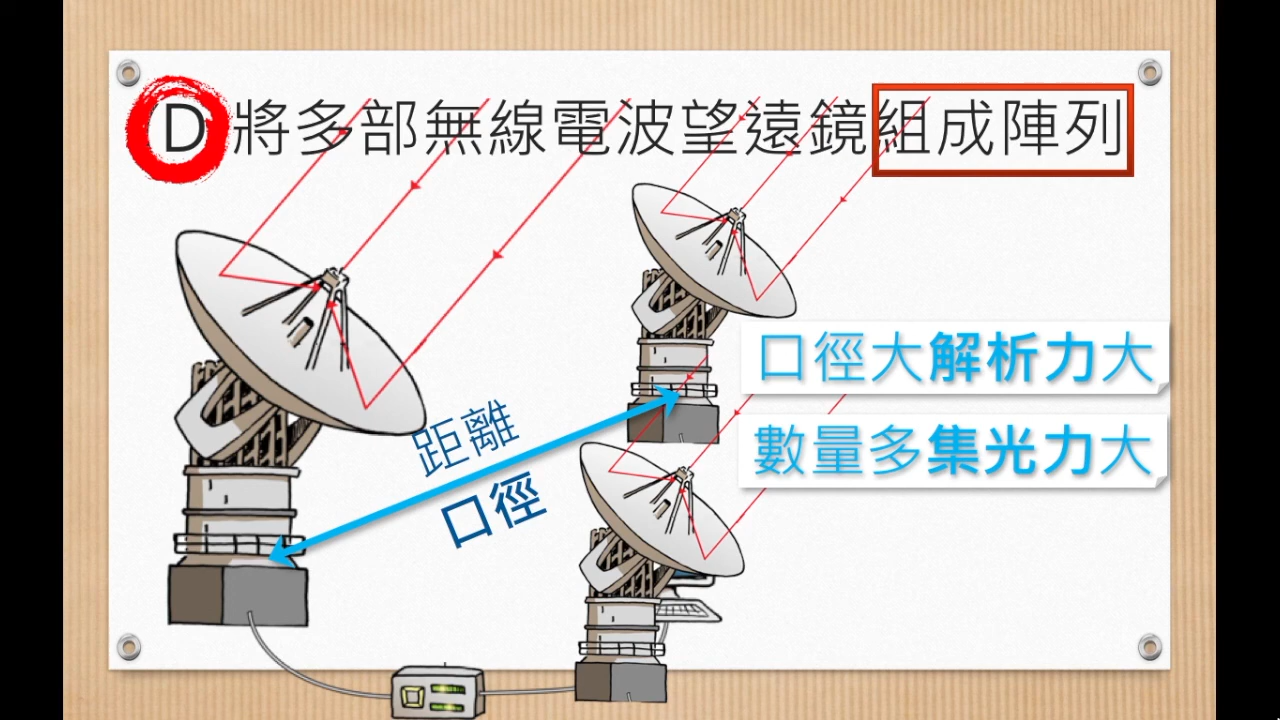 D 將多部無線電波望遠鏡組成陣列
口徑大解析力大
距離
口徑
數量多集光力大